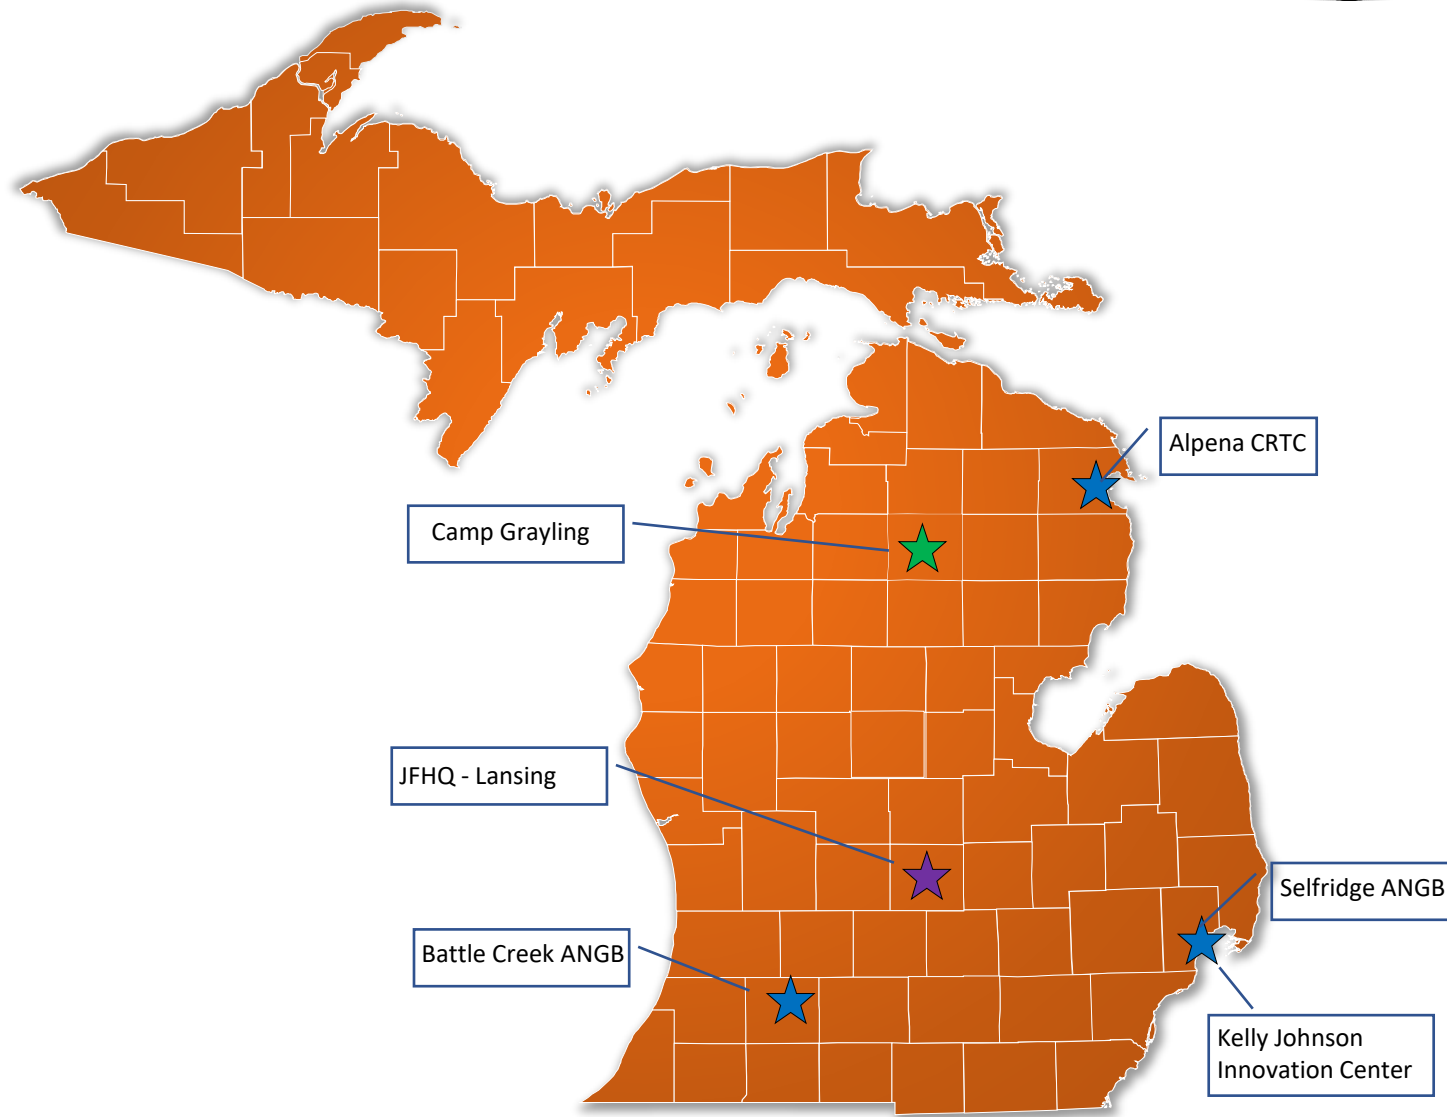 Alpena CRTC
Camp Grayling
JFHQ - Lansing
Selfridge ANGB
Battle Creek ANGB
Kelly Johnson
Innovation Center